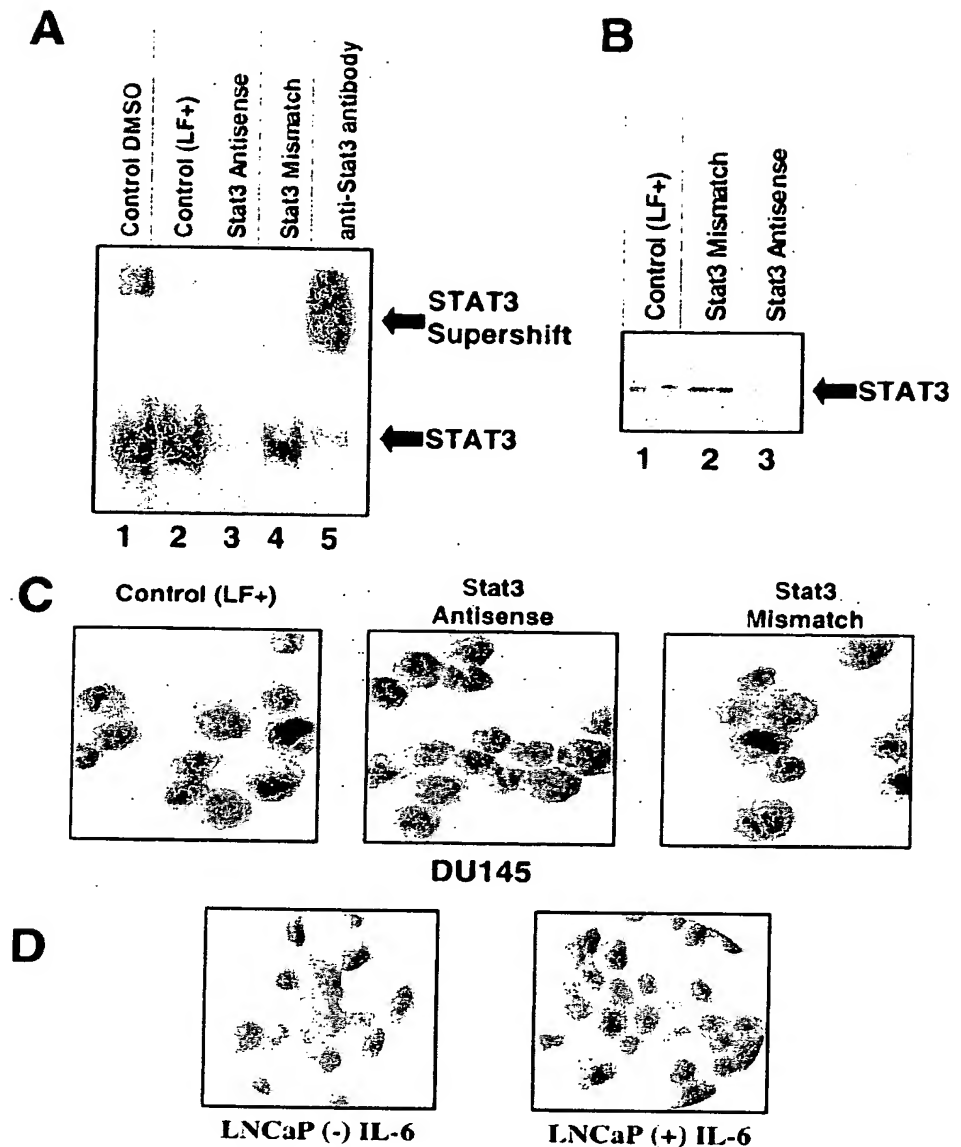 A
Control DMSO
Control (LF+)
Stat3 Antisense
Stat3 Mismatch
anti-Stat3 antibody
STAT3
Supershift
STAT3
1 2 3 4 5
B
Control (LF+)
Stat3 Mismatch
Stat3 Antisense
STAT3
1 2 3
C
Control (LF+)
Stat3
Antisense
Stat3
Mismatch
DU145
D
LNCaP (-) IL-6
LNCaP (+) IL-6